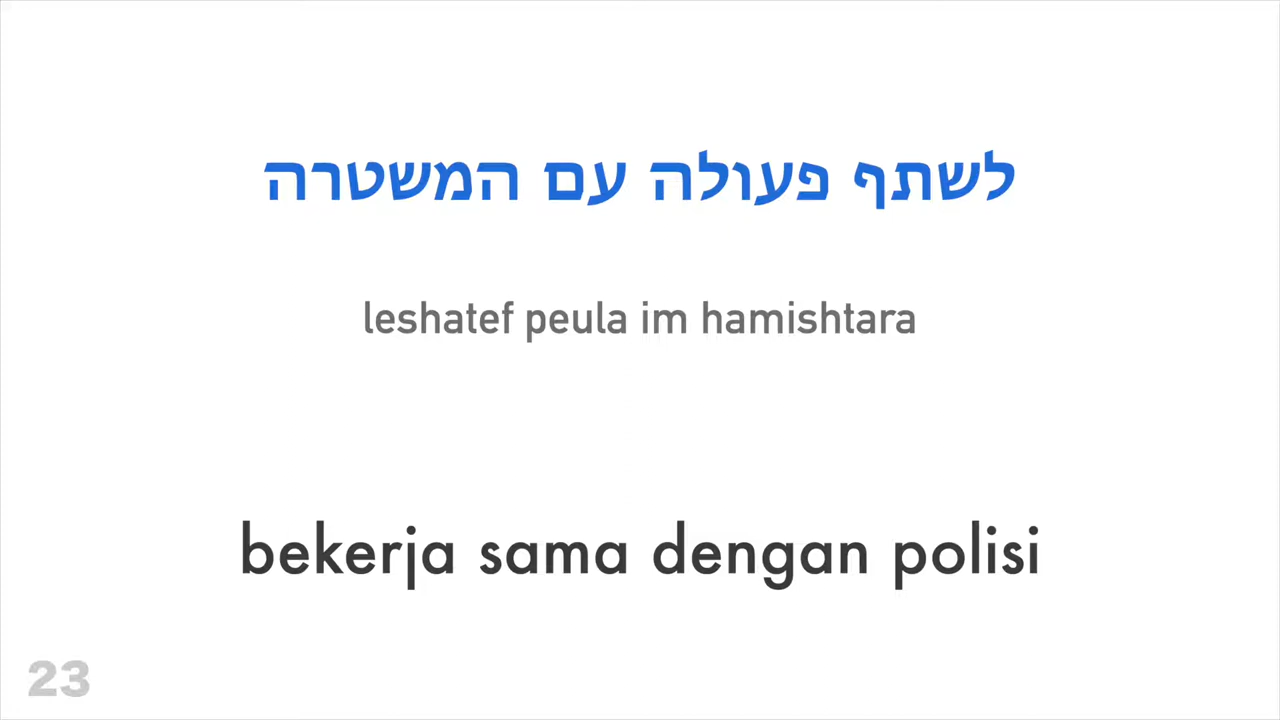 לשתף פעולה עם המשטרה
leshatef peula im hamishtara
bekerja sama dengan polisi
23